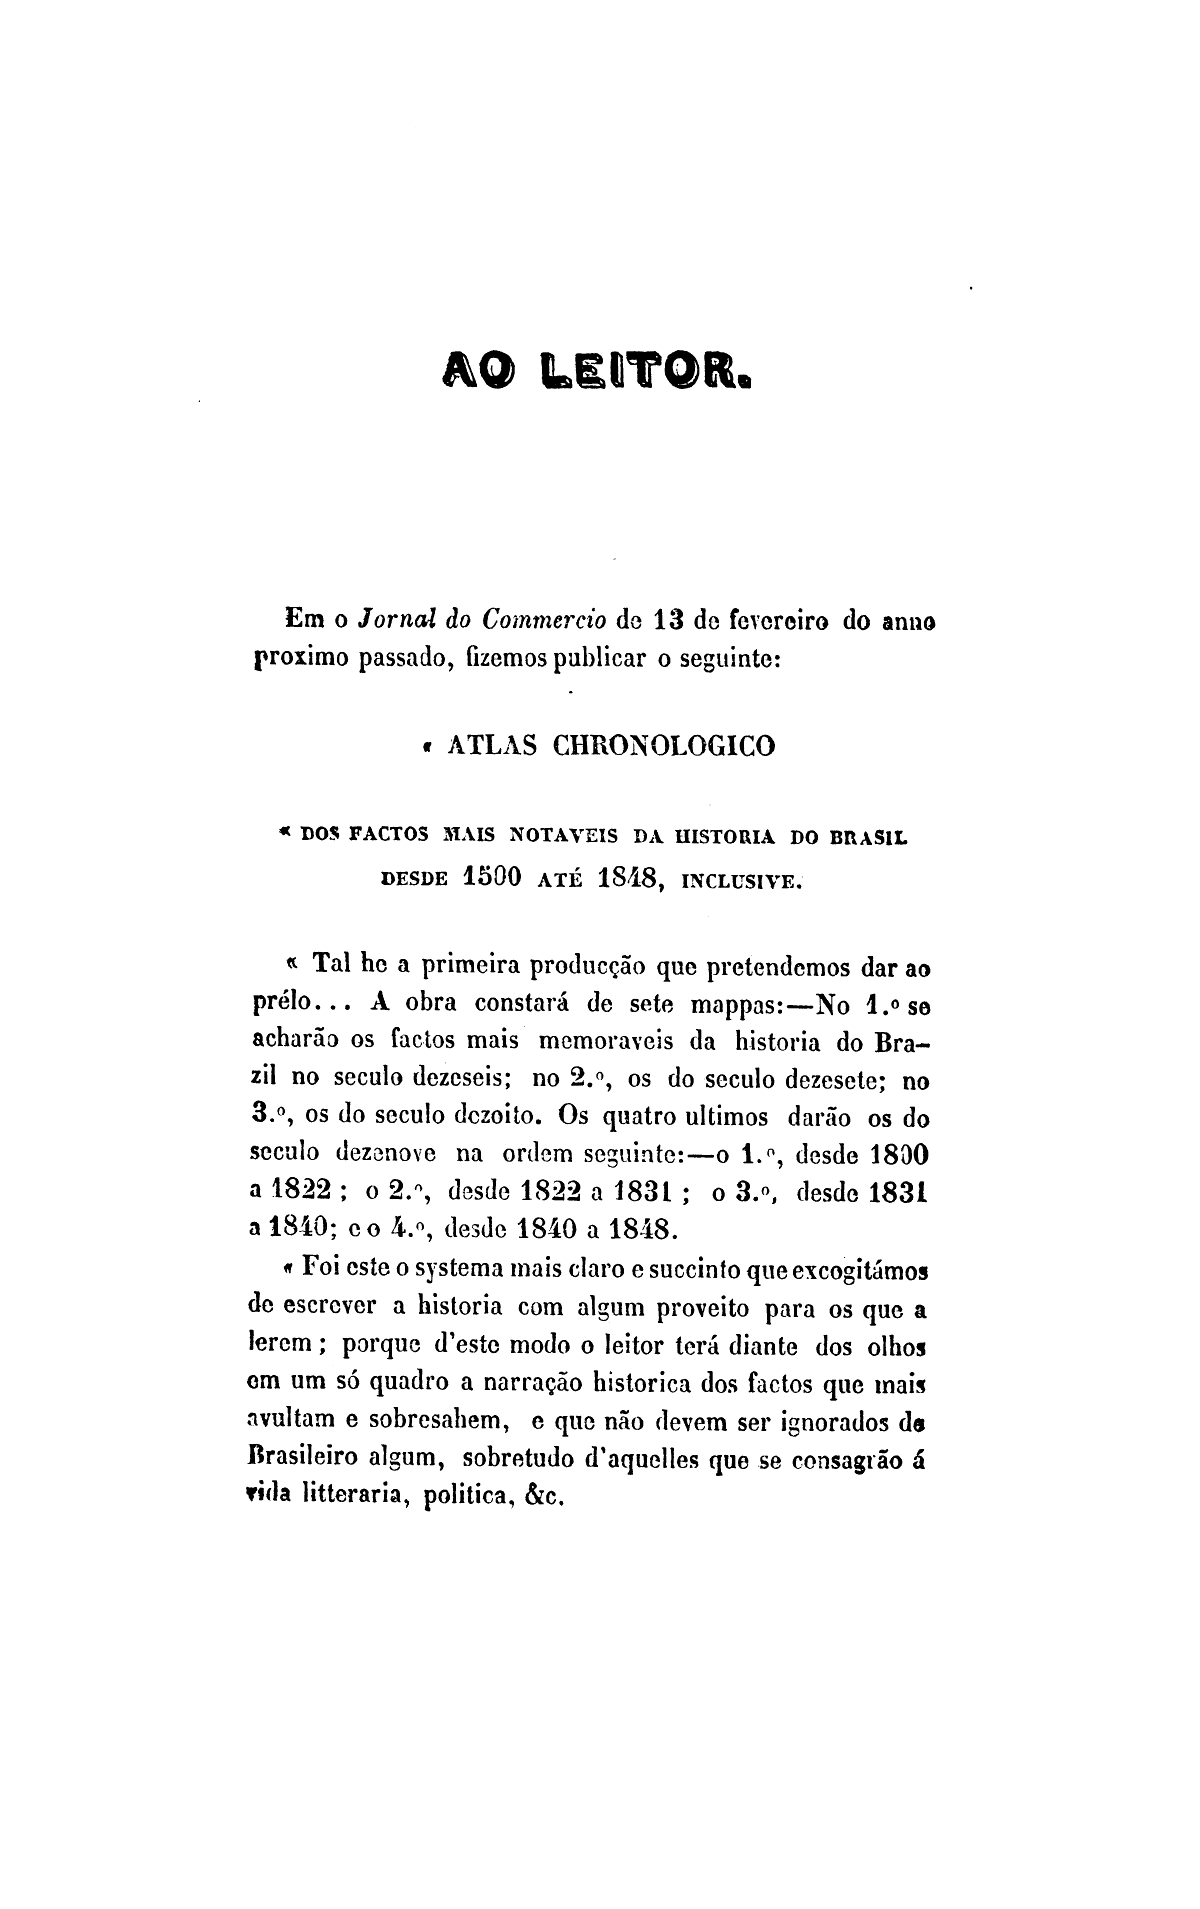 AO LEITOR.
Em o Jornal do Commercio de 13 de fevereiro do anno
proximo passado, fizemos publicar o seguinte:
« ATLAS CHRONOLOGICO
« DOS FACTOS MAIS NOTAVEIS DA HISTORIA DO BRASIL
DESDE 1500 ATÉ 1848, INCLUSIVE.
« Tal he a primeira producção que pretendemos dar ao
prélo... A obra constará de sete mappas:—No 1.º se
acharão os factos mais memoraveis da historia do Bra-
zil no seculo dezeseis; no 2.º, os do seculo dezesete; no
3.º, os do seculo dezoito. Os quatro ultimos darão os do
seculo dezenove na ordem seguinte:—o 1.º, desde 1800
a 1822 ; o 2.º, desde 1822 a 1831 ; o 3.º, desde 1831
a 1840; e o 4.º, desde 1840 a 1848.
« Foi este o systema mais claro e succinto que excogitámos
de escrever a historia com algum proveito para os que a
lerem ; porque d'este modo o leitor terá diante dos olhos
em um só quadro a narração historica dos factos que mais
avultam e sobresahem, e que não devem ser ignorados de
Brasileiro algum, sobretudo d'aquelles que se consagrão á
vida litteraria, politica, &c.